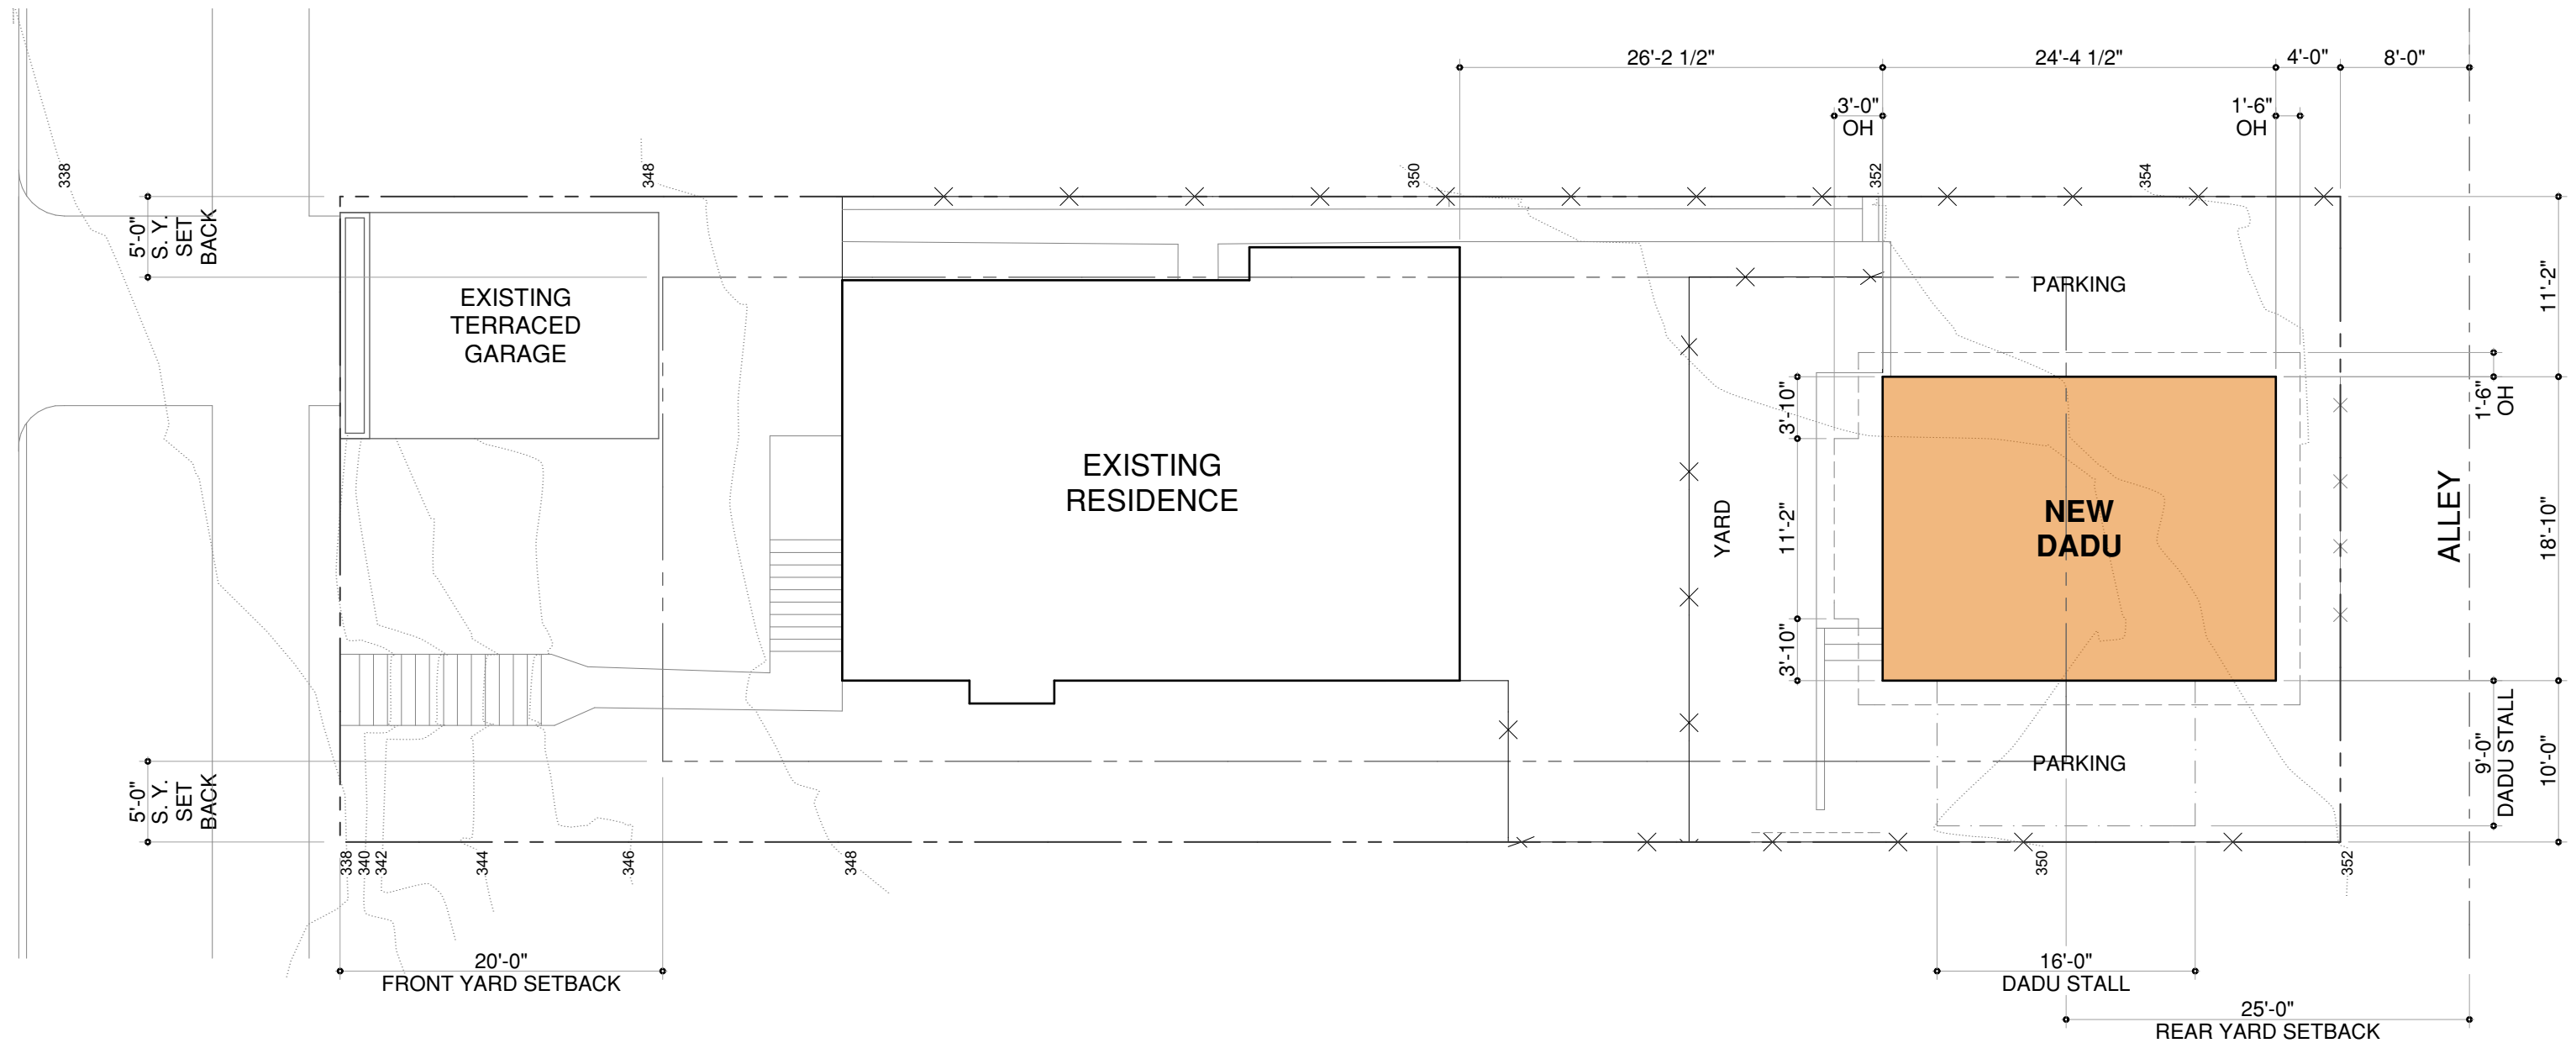 26'-2 1/2"
24'-4 1/2"
4'-0"
8'-0"
3'-0"
OH
1'-6"
OH
338
348
350
352
354
5'-0"
S. Y.
SET
BACK
EXISTING
TERRACED
GARAGE
PARKING
11'-2"
1'-6"
OH
3'-10"
EXISTING
RESIDENCE
YARD
11'-2"
NEW
DADU
ALLEY
18'-10"
3'-10"
PARKING
9'-0"
DADU STALL
10'-0"
5'-0"
S. Y.
SET
BACK
338
340
342
344
346
348
350
352
20'-0"
FRONT YARD SETBACK
16'-0"
DADU STALL
25'-0"
REAR YARD SETBACK